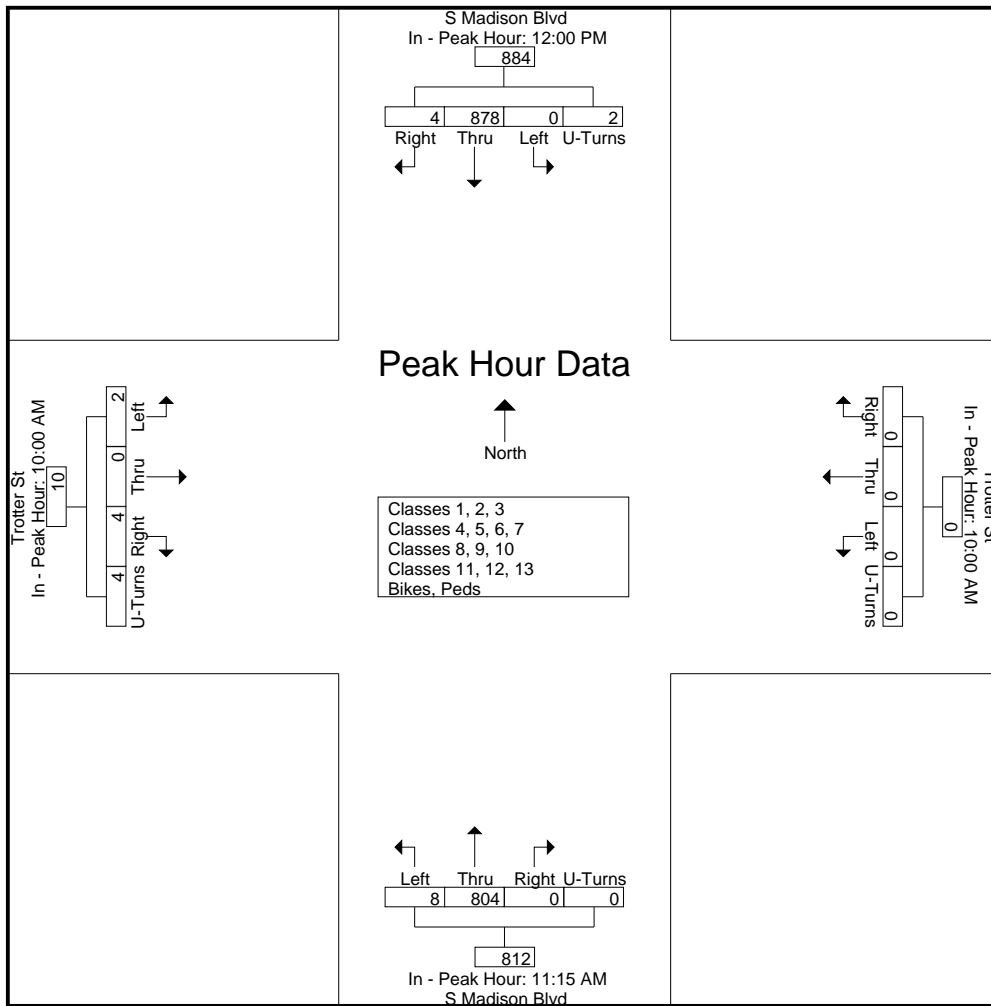 S Madison Blvd
In - Peak Hour: 12:00 PM
884
4 878 0 2
Right Thru Left U-Turns
Peak Hour Data
North
Classes 1, 2, 3
Classes 4, 5, 6, 7
Classes 8, 9, 10
Classes 11, 12, 13
Bikes, Peds
Trotter St
In - Peak Hour: 10:00 AM
10
2 0 4 4
Left Thru Right U-Turns
Trotter St
In - Peak Hour: 10:00 AM
0
0 0 0 0
Right Thru Left U-Turns
Left Thru Right U-Turns
8 804 0 0
812
In - Peak Hour: 11:15 AM
S Madison Blvd